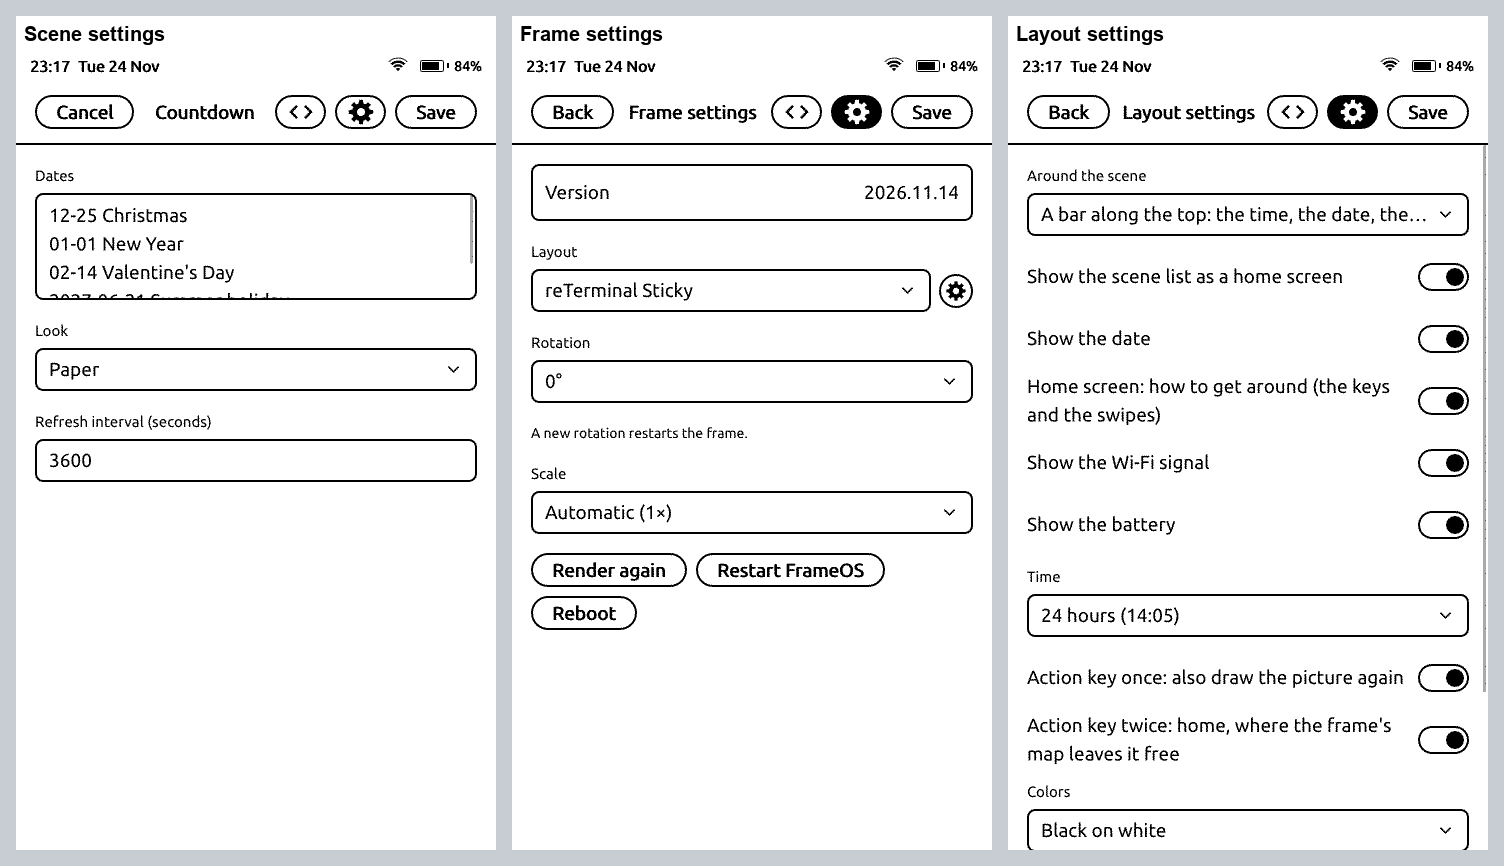 Scene settings
23:17 Tue 24 Nov
84%
Cancel
Countdown
Save
Dates
12-25 Christmas
01-01 New Year
02-14 Valentine's Day
Look
Paper
Refresh interval (seconds)
3600
Frame settings
23:17 Tue 24 Nov
84%
Back
Frame settings
Save
Version
2026.11.14
Layout
reTerminal Sticky
Rotation
0°
A new rotation restarts the frame.
Scale
Automatic (1×)
Render again
Restart FrameOS
Reboot
Layout settings
23:17 Tue 24 Nov
84%
Back
Layout settings
Save
Around the scene
A bar along the top: the time, the date, the…
Show the scene list as a home screen
Show the date
Home screen: how to get around (the keys
and the swipes)
Show the Wi-Fi signal
Show the battery
Time
24 hours (14:05)
Action key once: also draw the picture again
Action key twice: home, where the frame's
map leaves it free
Colors
Black on white